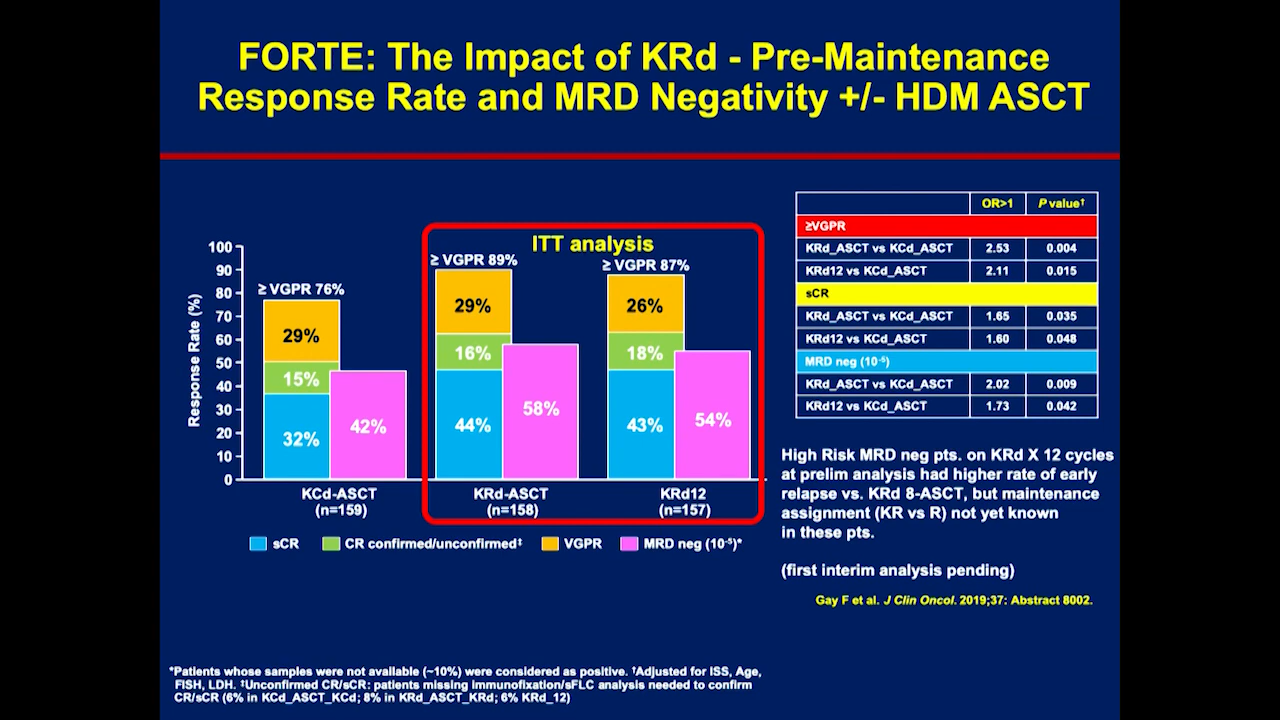 FORTE: The Impact of KRd - Pre-Maintenance
Response Rate and MRD Negativity +/- HDM ASCT
ITT analysis
Response Rate (%)
100
90
80
70
60
50
40
30
20
10
0
≥ VGPR 76%
29%
15%
32%
42%
≥ VGPR 89%
29%
16%
44%
58%
≥ VGPR 87%
26%
18%
43%
54%
KCd-ASCT
(n=159)
KRd-ASCT
(n=158)
KRd12
(n=157)
sCR
CR confirmed/unconfirmed‡
VGPR
MRD neg (10⁻⁵)*
OR>1 P value†
≥VGPR
KRd_ASCT vs KCd_ASCT 2.53 0.004
KRd12 vs KCd_ASCT 2.11 0.015
sCR
KRd_ASCT vs KCd_ASCT 1.65 0.035
KRd12 vs KCd_ASCT 1.60 0.048
MRD neg (10⁻⁵)
KRd_ASCT vs KCd_ASCT 2.02 0.009
KRd12 vs KCd_ASCT 1.73 0.042
High Risk MRD neg pts. on KRd X 12 cycles
at prelim analysis had higher rate of early
relapse vs. KRd 8-ASCT, but maintenance
assignment (KR vs R) not yet known
in these pts.
(first interim analysis pending)
Gay F et al. J Clin Oncol. 2019;37: Abstract 8002.
*Patients whose samples were not available (~10%) were considered as positive. †Adjusted for ISS, Age,
FISH, LDH. ‡Unconfirmed CR/sCR: patients missing immunofixation/sFLC analysis needed to confirm
CR/sCR (6% in KCd_ASCT_KCd; 8% in KRd_ASCT_KRd; 6% KRd_12)